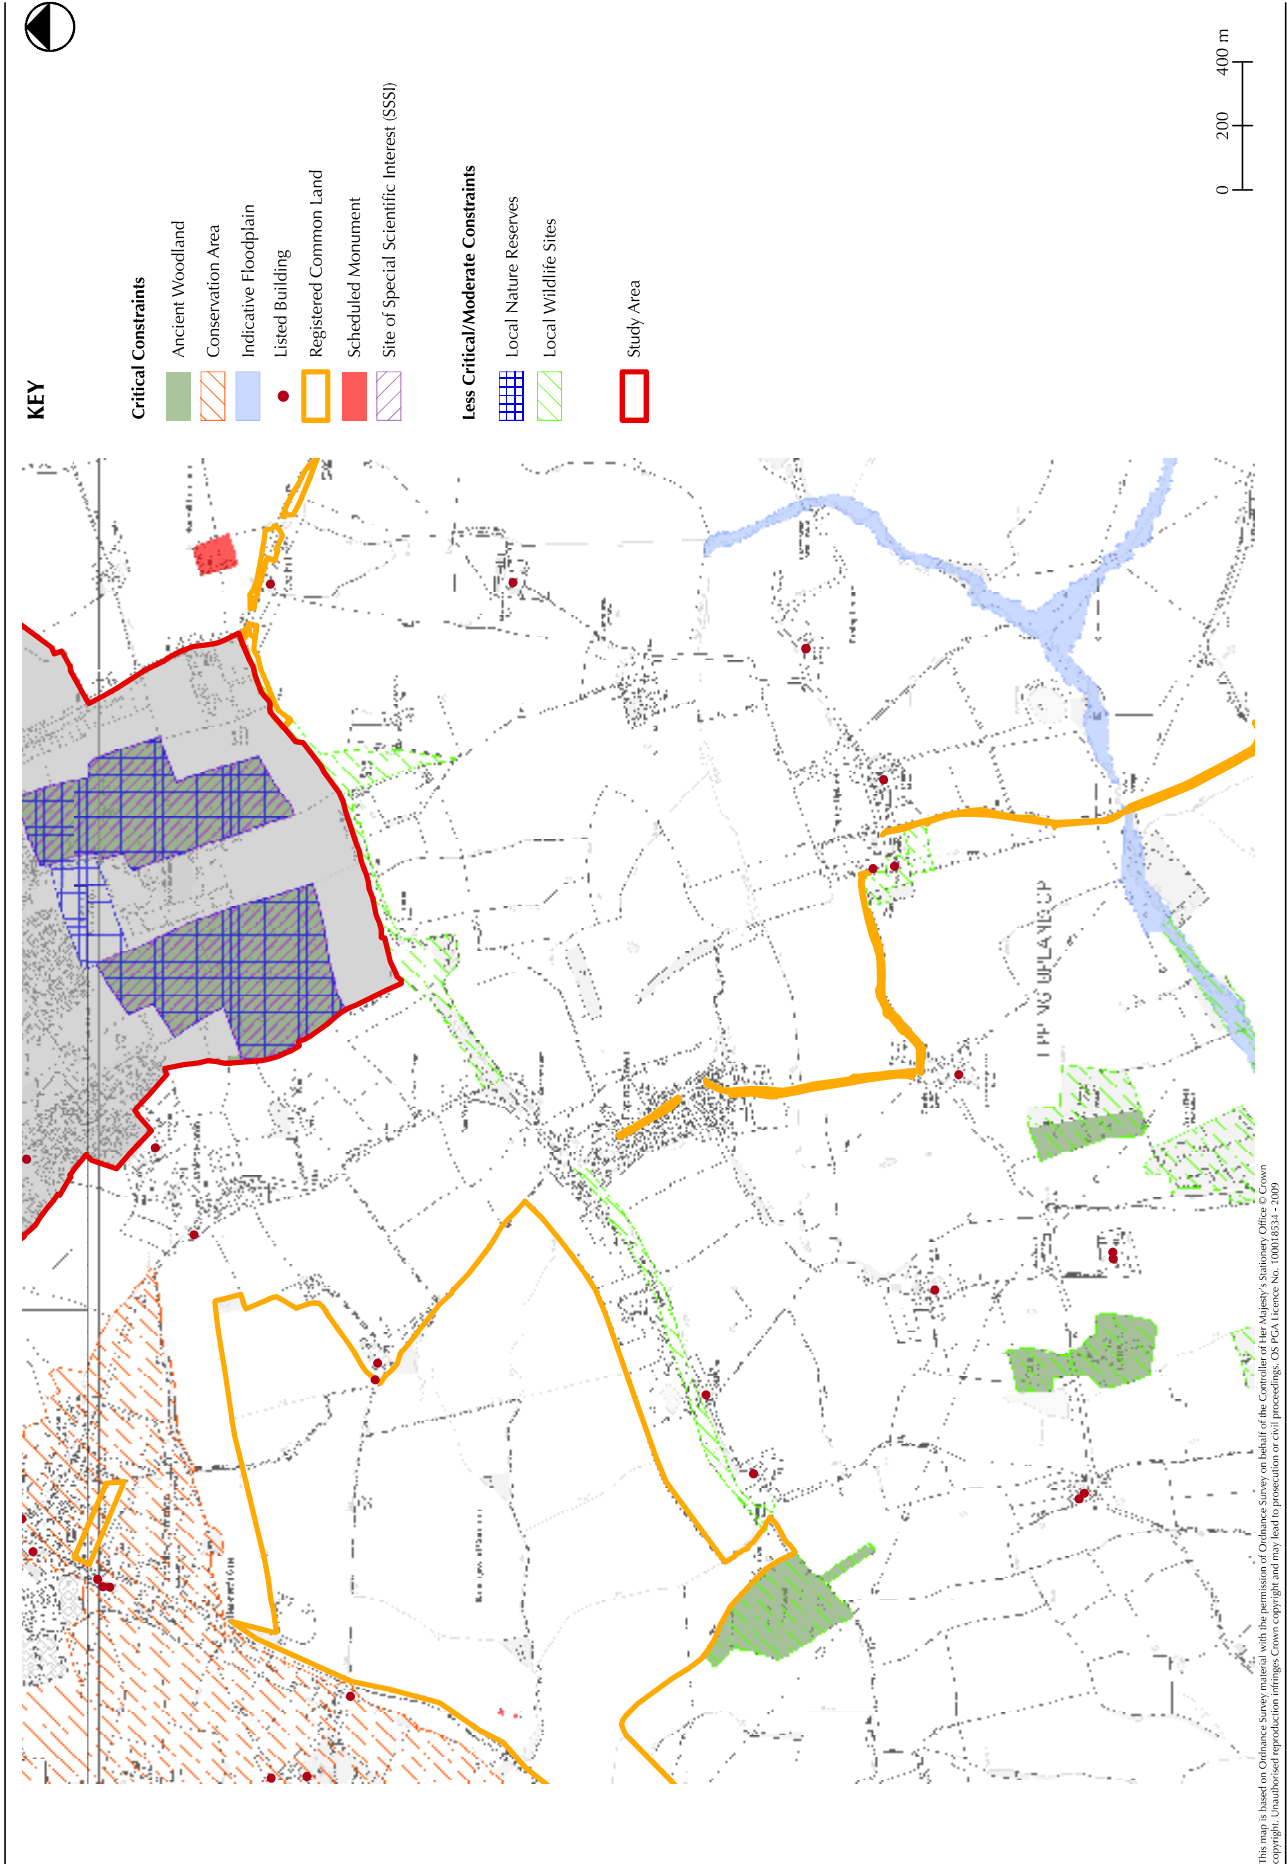 KEY
Critical Constraints
Ancient Woodland
Conservation Area
Indicative Floodplain
Listed Building
Registered Common Land
Scheduled Monument
Site of Special Scientific Interest (SSSI)
Less Critical/Moderate Constraints
Local Nature Reserves
Local Wildlife Sites
Study Area
0 200 400 m
This map is based on Ordnance Survey material with the permission of Ordnance Survey on behalf of the Controller of Her Majesty's Stationery Office © Crown
copyright. Unauthorised reproduction infringes Crown copyright and may lead to prosecution or civil proceedings. OS PGA Licence No. 100018534 - 2009